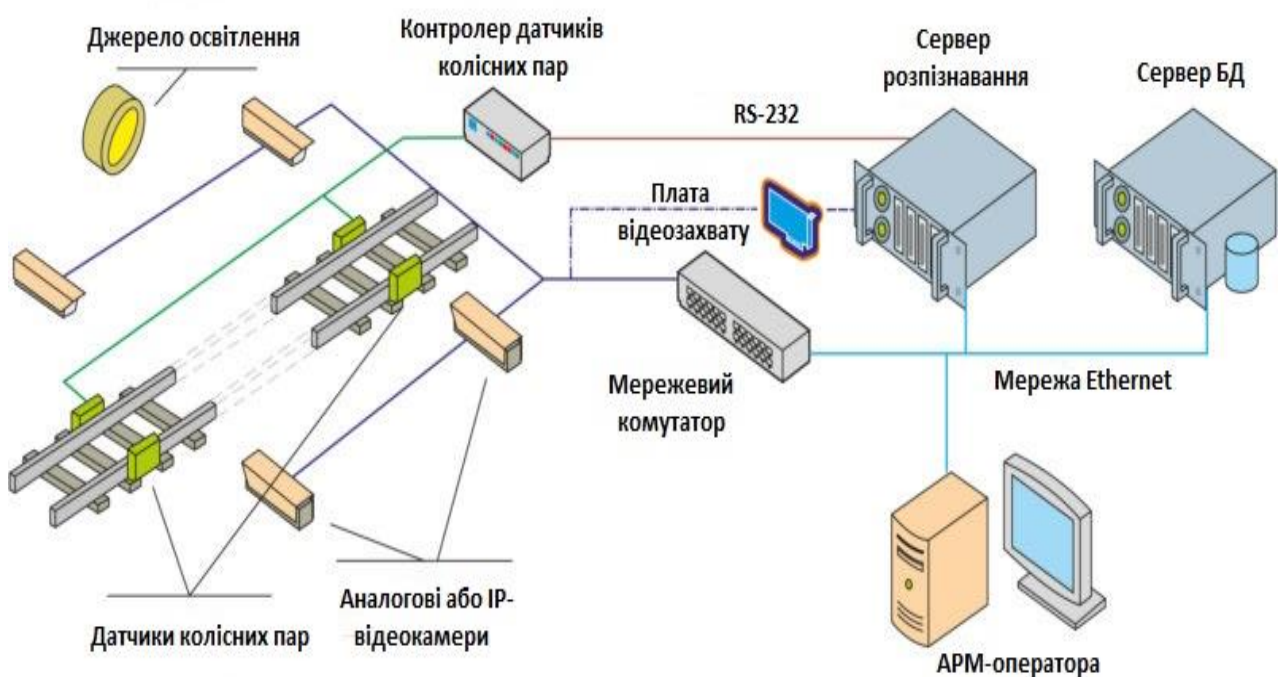 Джерело освітлення
Контролер датчиків
колісних пар
Сервер
розпізнавання
Сервер БД
RS-232
Плата
відеозахвату
Мережевий
комутатор
Мережа Ethernet
Аналогові або IP-
відеокамери
Датчики колісних пар
АРМ-оператора